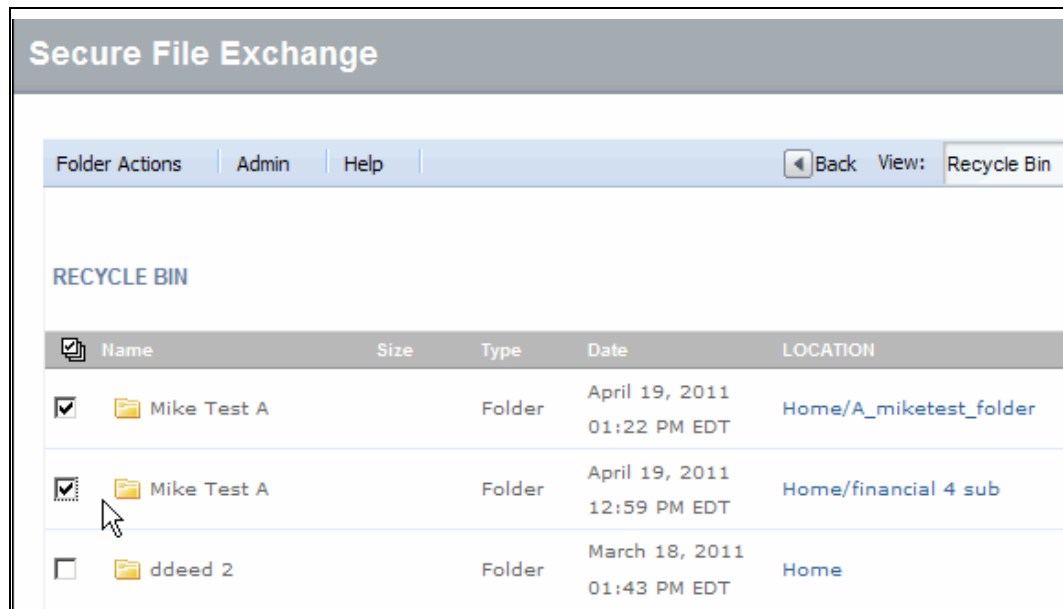 Secure File Exchange
Folder Actions Admin Help Back View: Recycle Bin
RECYCLE BIN
Name Size Type Date LOCATION
Mike Test A Folder April 19, 2011 01:22 PM EDT Home/A_miketest_folder
Mike Test A Folder April 19, 2011 12:59 PM EDT Home/financial 4 sub
ddeed 2 Folder March 18, 2011 01:43 PM EDT Home